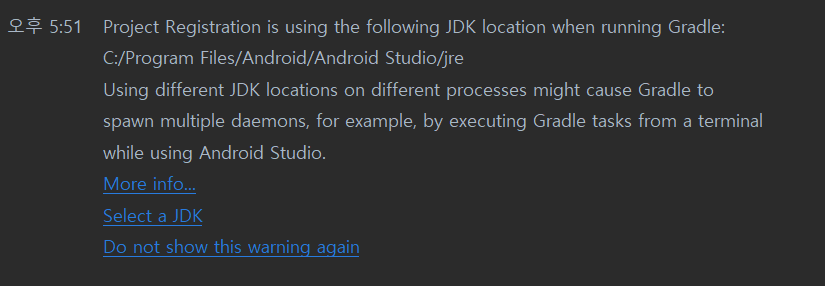 오후 5:51 Project Registration is using the following JDK location when running Gradle:
C:/Program Files/Android/Android Studio/jre
Using different JDK locations on different processes might cause Gradle to
spawn multiple daemons, for example, by executing Gradle tasks from a terminal
while using Android Studio.
More info...
Select a JDK
Do not show this warning again